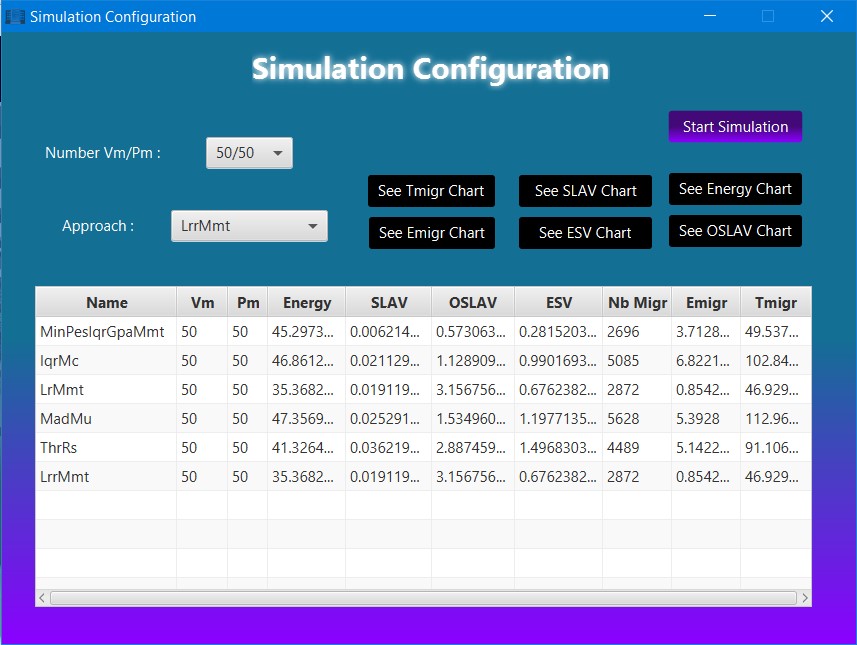 Simulation Configuration
Simulation Configuration
Start Simulation
Number Vm/Pm : 50/50
See Tmigr Chart See SLAV Chart See Energy Chart
Approach : LrrMmt
See Emigr Chart See ESV Chart See OSLAV Chart
Name Vm Pm Energy SLAV OSLAV ESV Nb Migr Emigr Tmigr
MinPesIqrGpaMmt 50 50 45.2973... 0.006214... 0.573063... 0.2815203... 2696 3.7128... 49.537...
IqrMc 50 50 46.8612... 0.021129... 1.128909... 0.9901693... 5085 6.8221... 102.84...
LrMmt 50 50 35.3682... 0.019119... 3.156756... 0.6762382... 2872 0.8542... 46.929...
MadMu 50 50 47.3569... 0.025291... 1.534960... 1.1977135... 5628 5.3928 112.96...
ThrRs 50 50 41.3264... 0.036219... 2.887459... 1.4968303... 4489 5.1422... 91.106...
LrrMmt 50 50 35.3682... 0.019119... 3.156756... 0.6762382... 2872 0.8542... 46.929...